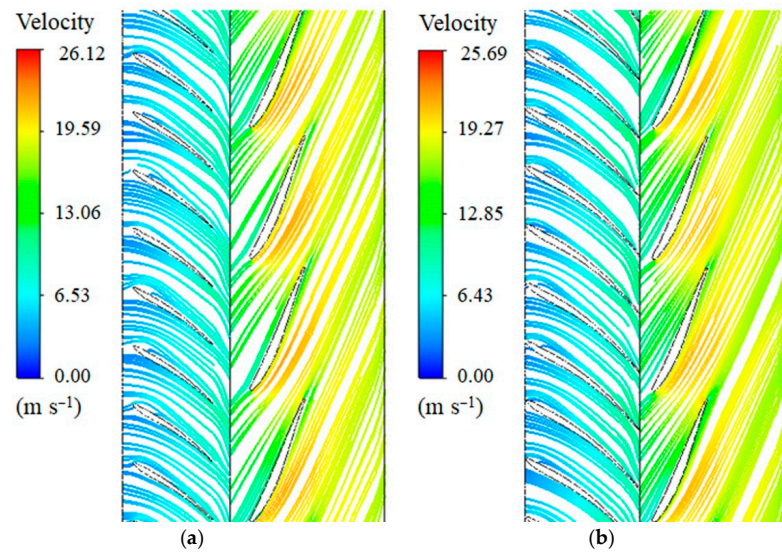 Velocity
26.12
19.59
13.06
6.53
0.00
(m s⁻¹)
(a)
Velocity
25.69
19.27
12.85
6.43
0.00
(m s⁻¹)
(b)